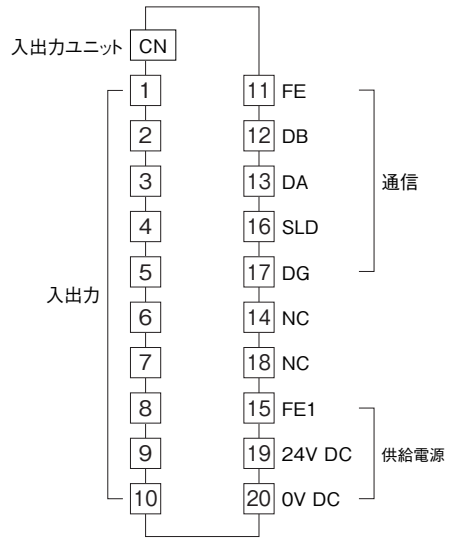 入出力ユニット CN
1 11 FE
2 12 DB
3 13 DA 通信
4 16 SLD
5 17 DG
入出力
6 14 NC
7 18 NC
8 15 FE1
9 19 24V DC 供給電源
10 20 0V DC